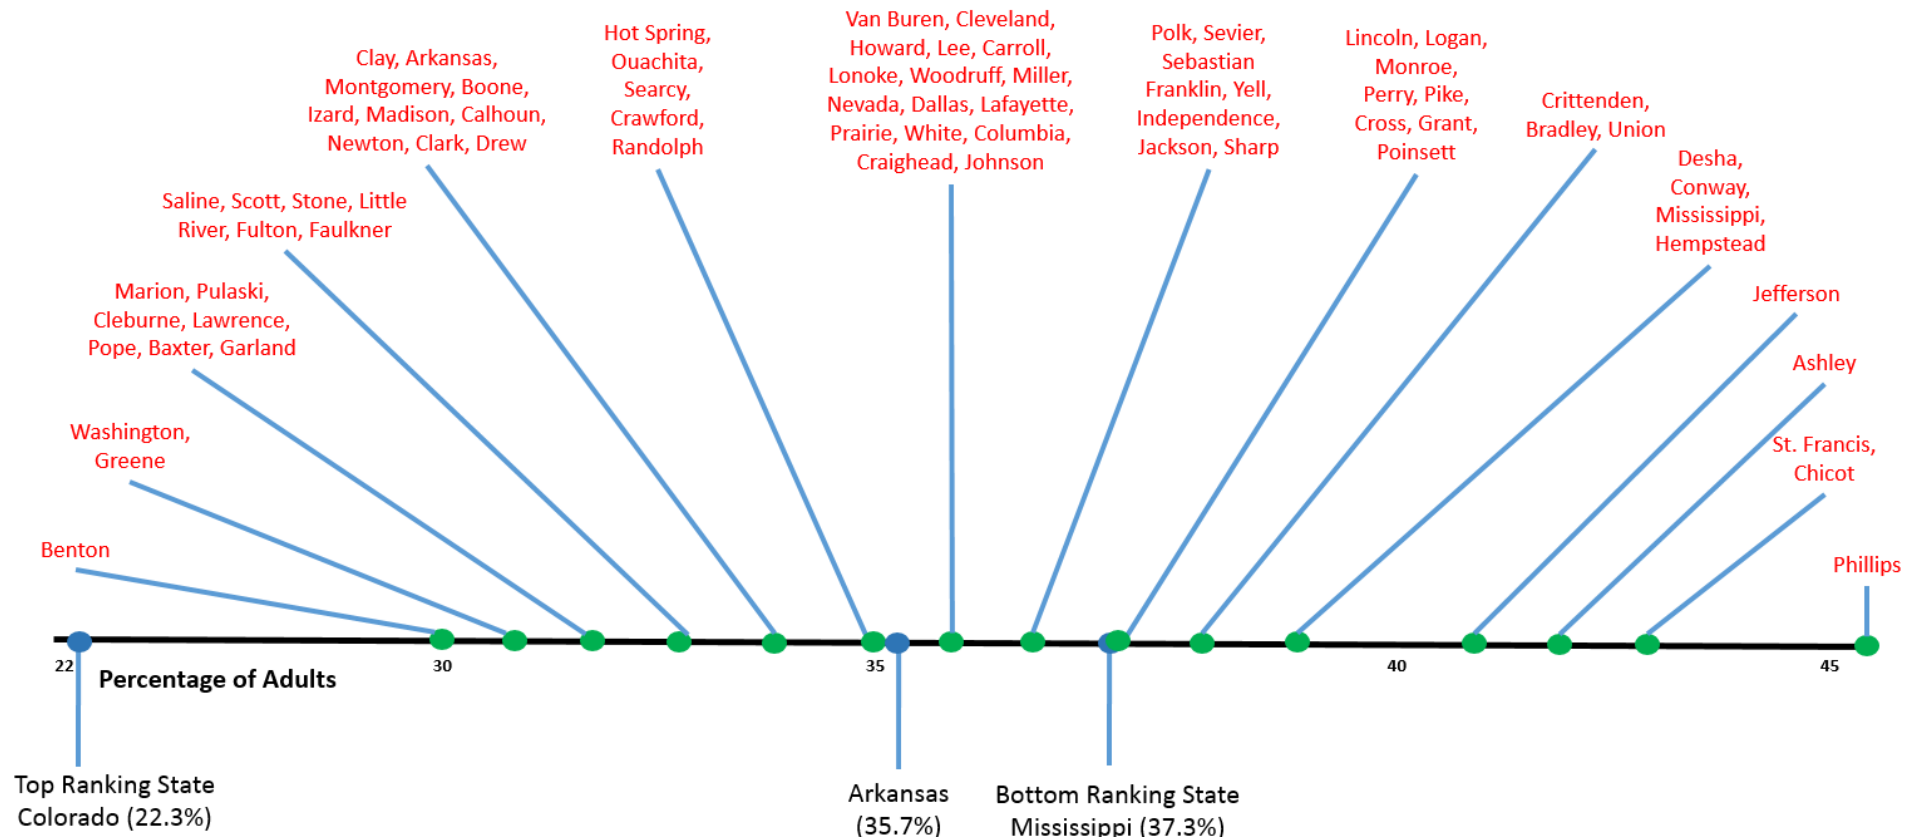 Benton
Washington,
Greene
Marion, Pulaski,
Cleburne, Lawrence,
Pope, Baxter, Garland
Saline, Scott, Stone, Little
River, Fulton, Faulkner
Clay, Arkansas,
Montgomery, Boone,
Izard, Madison, Calhoun,
Newton, Clark, Drew
Hot Spring,
Ouachita,
Searcy,
Crawford,
Randolph
Van Buren, Cleveland,
Howard, Lee, Carroll,
Lonoke, Woodruff, Miller,
Nevada, Dallas, Lafayette,
Prairie, White, Columbia,
Craighead, Johnson
Polk, Sevier,
Sebastian
Franklin, Yell,
Independence,
Jackson, Sharp
Lincoln, Logan,
Monroe,
Perry, Pike,
Cross, Grant,
Poinsett
Crittenden,
Bradley, Union
Desha,
Conway,
Mississippi,
Hempstead
Jefferson
Ashley
St. Francis,
Chicot
Phillips
22
30
35
40
45
Percentage of Adults
Top Ranking State
Colorado (22.3%)
Arkansas
(35.7%)
Bottom Ranking State
Mississippi (37.3%)